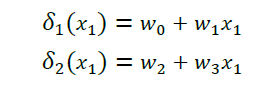 δ₁(x₁) = w₀ + w₁x₁
δ₂(x₁) = w₂ + w₃x₁